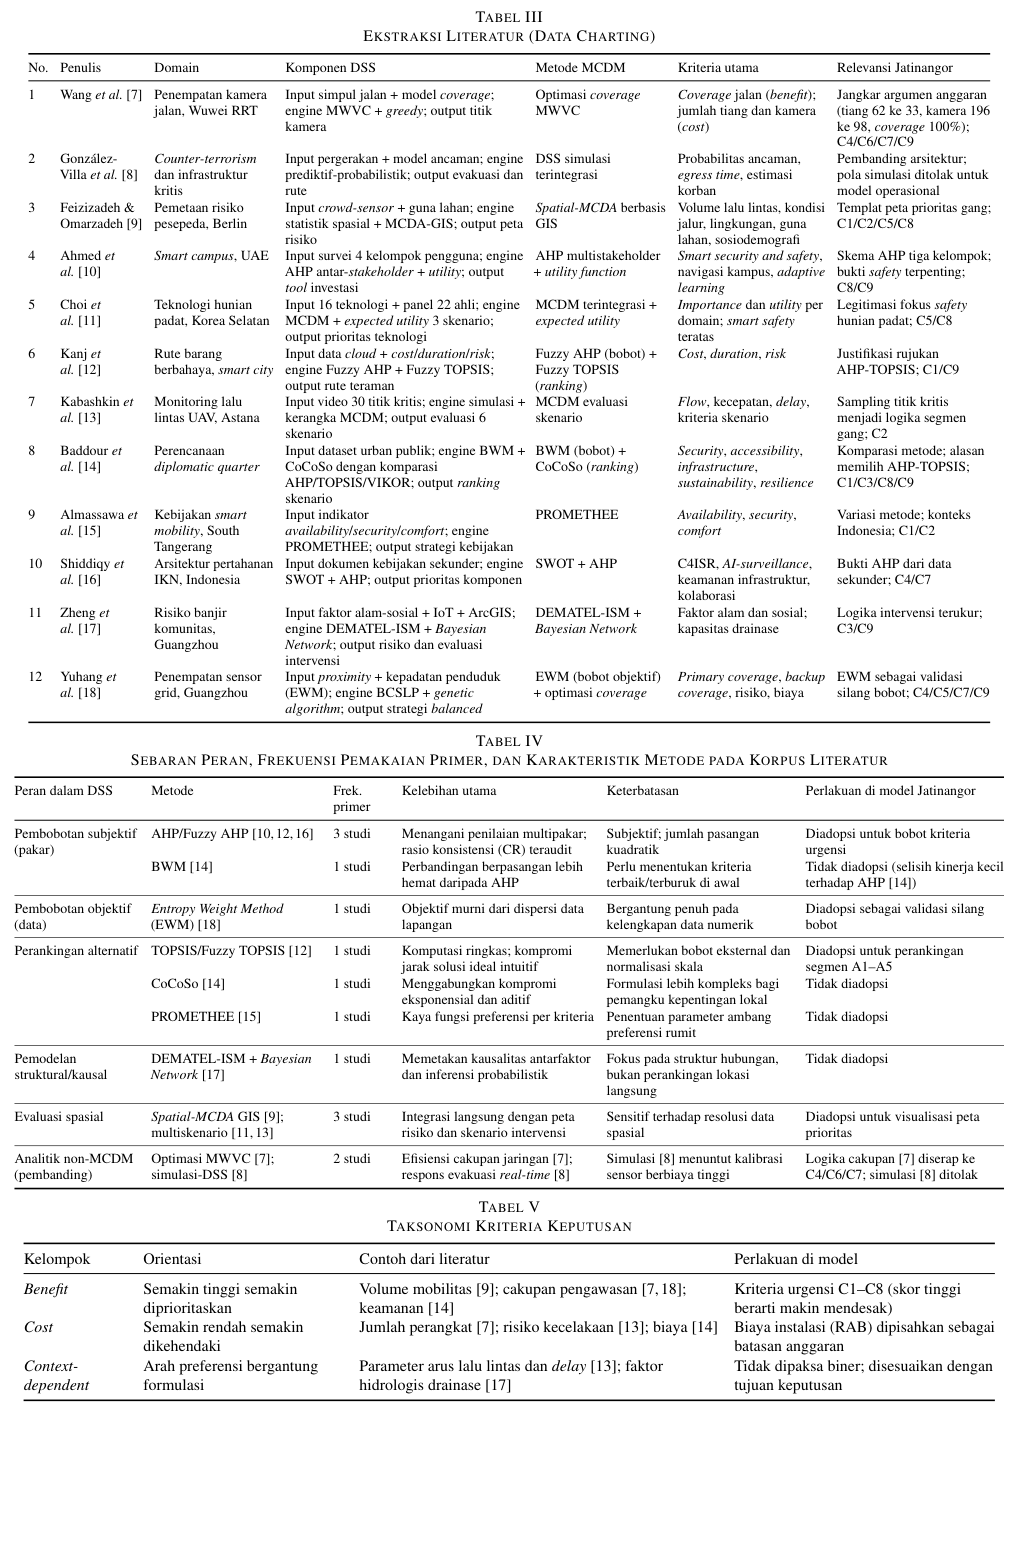 TABEL III
EKSTRAKSI LITERATUR (DATA CHARTING)
No. Penulis Domain Komponen DSS Metode MCDM Kriteria utama Relevansi Jatinangor
1 Wang et al. [7] Penempatan kamera Input simpul jalan + model coverage; Optimasi coverage Coverage jalan (benefit); Jangkar argumen anggaran
jalan, Wuwei RRT engine MWVC + greedy; output titik MWVC jumlah tiang dan kamera (tiang 62 ke 33, kamera 196
kamera (cost) ke 98, coverage 100%);
C4/C6/C7/C9
2 González- Counter-terrorism Input pergerakan + model ancaman; engine DSS simulasi Probabilitas ancaman, Pembanding arsitektur;
Villa et al. [8] dan infrastruktur prediktif-probabilistik; output evakuasi dan terintegrasi egress time, estimasi pola simulasi ditolak untuk
kritis rute korban model operasional
3 Feizizadeh & Pemetaan risiko Input crowd-sensor + guna lahan; engine Spatial-MCDA berbasis Volume lalu lintas, kondisi Templat peta prioritas gang;
Omarzadeh [9] pesepeda, Berlin statistik spasial + MCDA-GIS; output peta GIS jalur, lingkungan, guna C1/C2/C5/C8
risiko lahan, sosiodemografi
4 Ahmed et Smart campus, UAE Input survei 4 kelompok pengguna; engine AHP multistakeholder Smart security and safety, Skema AHP tiga kelompok;
al. [10] AHP antar-stakeholder + utility; output + utility function navigasi kampus, adaptive bukti safety terpenting;
tool investasi learning C8/C9
5 Choi et Teknologi hunian Input 16 teknologi + panel 22 ahli; engine MCDM terintegrasi + Importance dan utility per Legitimasi fokus safety
al. [11] padat, Korea Selatan MCDM + expected utility 3 skenario; expected utility domain; smart safety hunian padat; C5/C8
output prioritas teknologi teratas
6 Kanj et Rute barang Input data cloud + cost/duration/risk; Fuzzy AHP (bobot) + Cost, duration, risk Justifikasi rujukan
al. [12] berbahaya, smart city engine Fuzzy AHP + Fuzzy TOPSIS; Fuzzy TOPSIS AHP-TOPSIS; C1/C9
output rute teraman (ranking)
7 Kabashkin et Monitoring lalu Input video 30 titik kritis; engine simulasi + MCDM evaluasi Flow, kecepatan, delay, Sampling titik kritis
al. [13] lintas UAV, Astana kerangka MCDM; output evaluasi 6 skenario kriteria skenario menjadi logika segmen
skenario gang; C2
8 Baddour et Perencanaan Input dataset urban publik; engine BWM + BWM (bobot) + Security, accessibility, Komparasi metode; alasan
al. [14] diplomatic quarter CoCoSo dengan komparasi CoCoSo (ranking) infrastructure, memilih AHP-TOPSIS;
AHP/TOPSIS/VIKOR; output ranking sustainability, resilience C1/C3/C8/C9
skenario
9 Almassawa et Kebijakan smart Input indikator PROMETHEE Availability, security, Variasi metode; konteks
al. [15] mobility, South availability/security/comfort; engine comfort Indonesia; C1/C2
Tangerang PROMETHEE; output strategi kebijakan
10 Shiddiqy et Arsitektur pertahanan Input dokumen kebijakan sekunder; engine SWOT + AHP C4ISR, AI-surveillance, Bukti AHP dari data
al. [16] IKN, Indonesia SWOT + AHP; output prioritas komponen keamanan infrastruktur, sekunder; C4/C7
kolaborasi
11 Zheng et Risiko banjir Input faktor alam-sosial + IoT + ArcGIS; DEMATEL-ISM + Faktor alam dan sosial; Logika intervensi terukur;
al. [17] komunitas, engine DEMATEL-ISM + Bayesian Bayesian Network kapasitas drainase C3/C9
Guangzhou Network; output risiko dan evaluasi
intervensi
12 Yuhang et Penempatan sensor Input proximity + kepadatan penduduk EWM (bobot objektif) Primary coverage, backup EWM sebagai validasi
al. [18] grid, Guangzhou (EWM); engine BCSLP + genetic + optimasi coverage coverage, risiko, biaya silang bobot; C4/C5/C7/C9
algorithm; output strategi balanced
TABEL IV
SEBARAN PERAN, FREKUENSI PEMAKAIAN PRIMER, DAN KARAKTERISTIK METODE PADA KORPUS LITERATUR
Peran dalam DSS Metode Frek. Kelebihan utama Keterbatasan Perlakuan di model Jatinangor
primer
Pembobotan subjektif AHP/Fuzzy AHP [10, 12, 16] 3 studi Menangani penilaian multipakar; Subjektif; jumlah pasangan Diadopsi untuk bobot kriteria
(pakar) rasio konsistensi (CR) teraudit kuadratik urgensi
BWM [14] 1 studi Perbandingan berpasangan lebih Perlu menentukan kriteria Tidak diadopsi (selisih kinerja kecil
hemat daripada AHP terbaik/terburuk di awal terhadap AHP [14])
Pembobotan objektif Entropy Weight Method 1 studi Objektif murni dari dispersi data Bergantung penuh pada Diadopsi sebagai validasi silang
(data) (EWM) [18] lapangan kelengkapan data numerik bobot
Perankingan alternatif TOPSIS/Fuzzy TOPSIS [12] 1 studi Komputasi ringkas; kompromi Memerlukan bobot eksternal dan Diadopsi untuk perankingan
jarak solusi ideal intuitif normalisasi skala segmen A1–A5
CoCoSo [14] 1 studi Menggabungkan kompromi Formulasi lebih kompleks bagi Tidak diadopsi
eksponensial dan aditif pemangku kepentingan lokal
PROMETHEE [15] 1 studi Kaya fungsi preferensi per kriteria Penentuan parameter ambang Tidak diadopsi
preferensi rumit
Pemodelan DEMATEL-ISM + Bayesian 1 studi Memetakan kausalitas antarfaktor Fokus pada struktur hubungan, Tidak diadopsi
struktural/kausal Network [17] dan inferensi probabilistik bukan perankingan lokasi
langsung
Evaluasi spasial Spatial-MCDA GIS [9]; 3 studi Integrasi langsung dengan peta Sensitif terhadap resolusi data Diadopsi untuk visualisasi peta
multiskenario [11, 13] risiko dan skenario intervensi spasial prioritas
Analitik non-MCDM Optimasi MWVC [7]; 2 studi Efisiensi cakupan jaringan [7]; Simulasi [8] menuntut kalibrasi Logika cakupan [7] diserap ke
(pembanding) simulasi-DSS [8] respons evakuasi real-time [8] sensor berbiaya tinggi C4/C6/C7; simulasi [8] ditolak
TABEL V
TAKSONOMI KRITERIA KEPUTUSAN
Kelompok Orientasi Contoh dari literatur Perlakuan di model
Benefit Semakin tinggi semakin Volume mobilitas [9]; cakupan pengawasan [7, 18]; Kriteria urgensi C1–C8 (skor tinggi
diprioritaskan keamanan [14] berarti makin mendesak)
Cost Semakin rendah semakin Jumlah perangkat [7]; risiko kecelakaan [13]; biaya [14] Biaya instalasi (RAB) dipisahkan sebagai
dikehendaki batasan anggaran
Context- Arah preferensi bergantung Parameter arus lalu lintas dan delay [13]; faktor Tidak dipaksa biner; disesuaikan dengan
dependent formulasi hidrologis drainase [17] tujuan keputusan